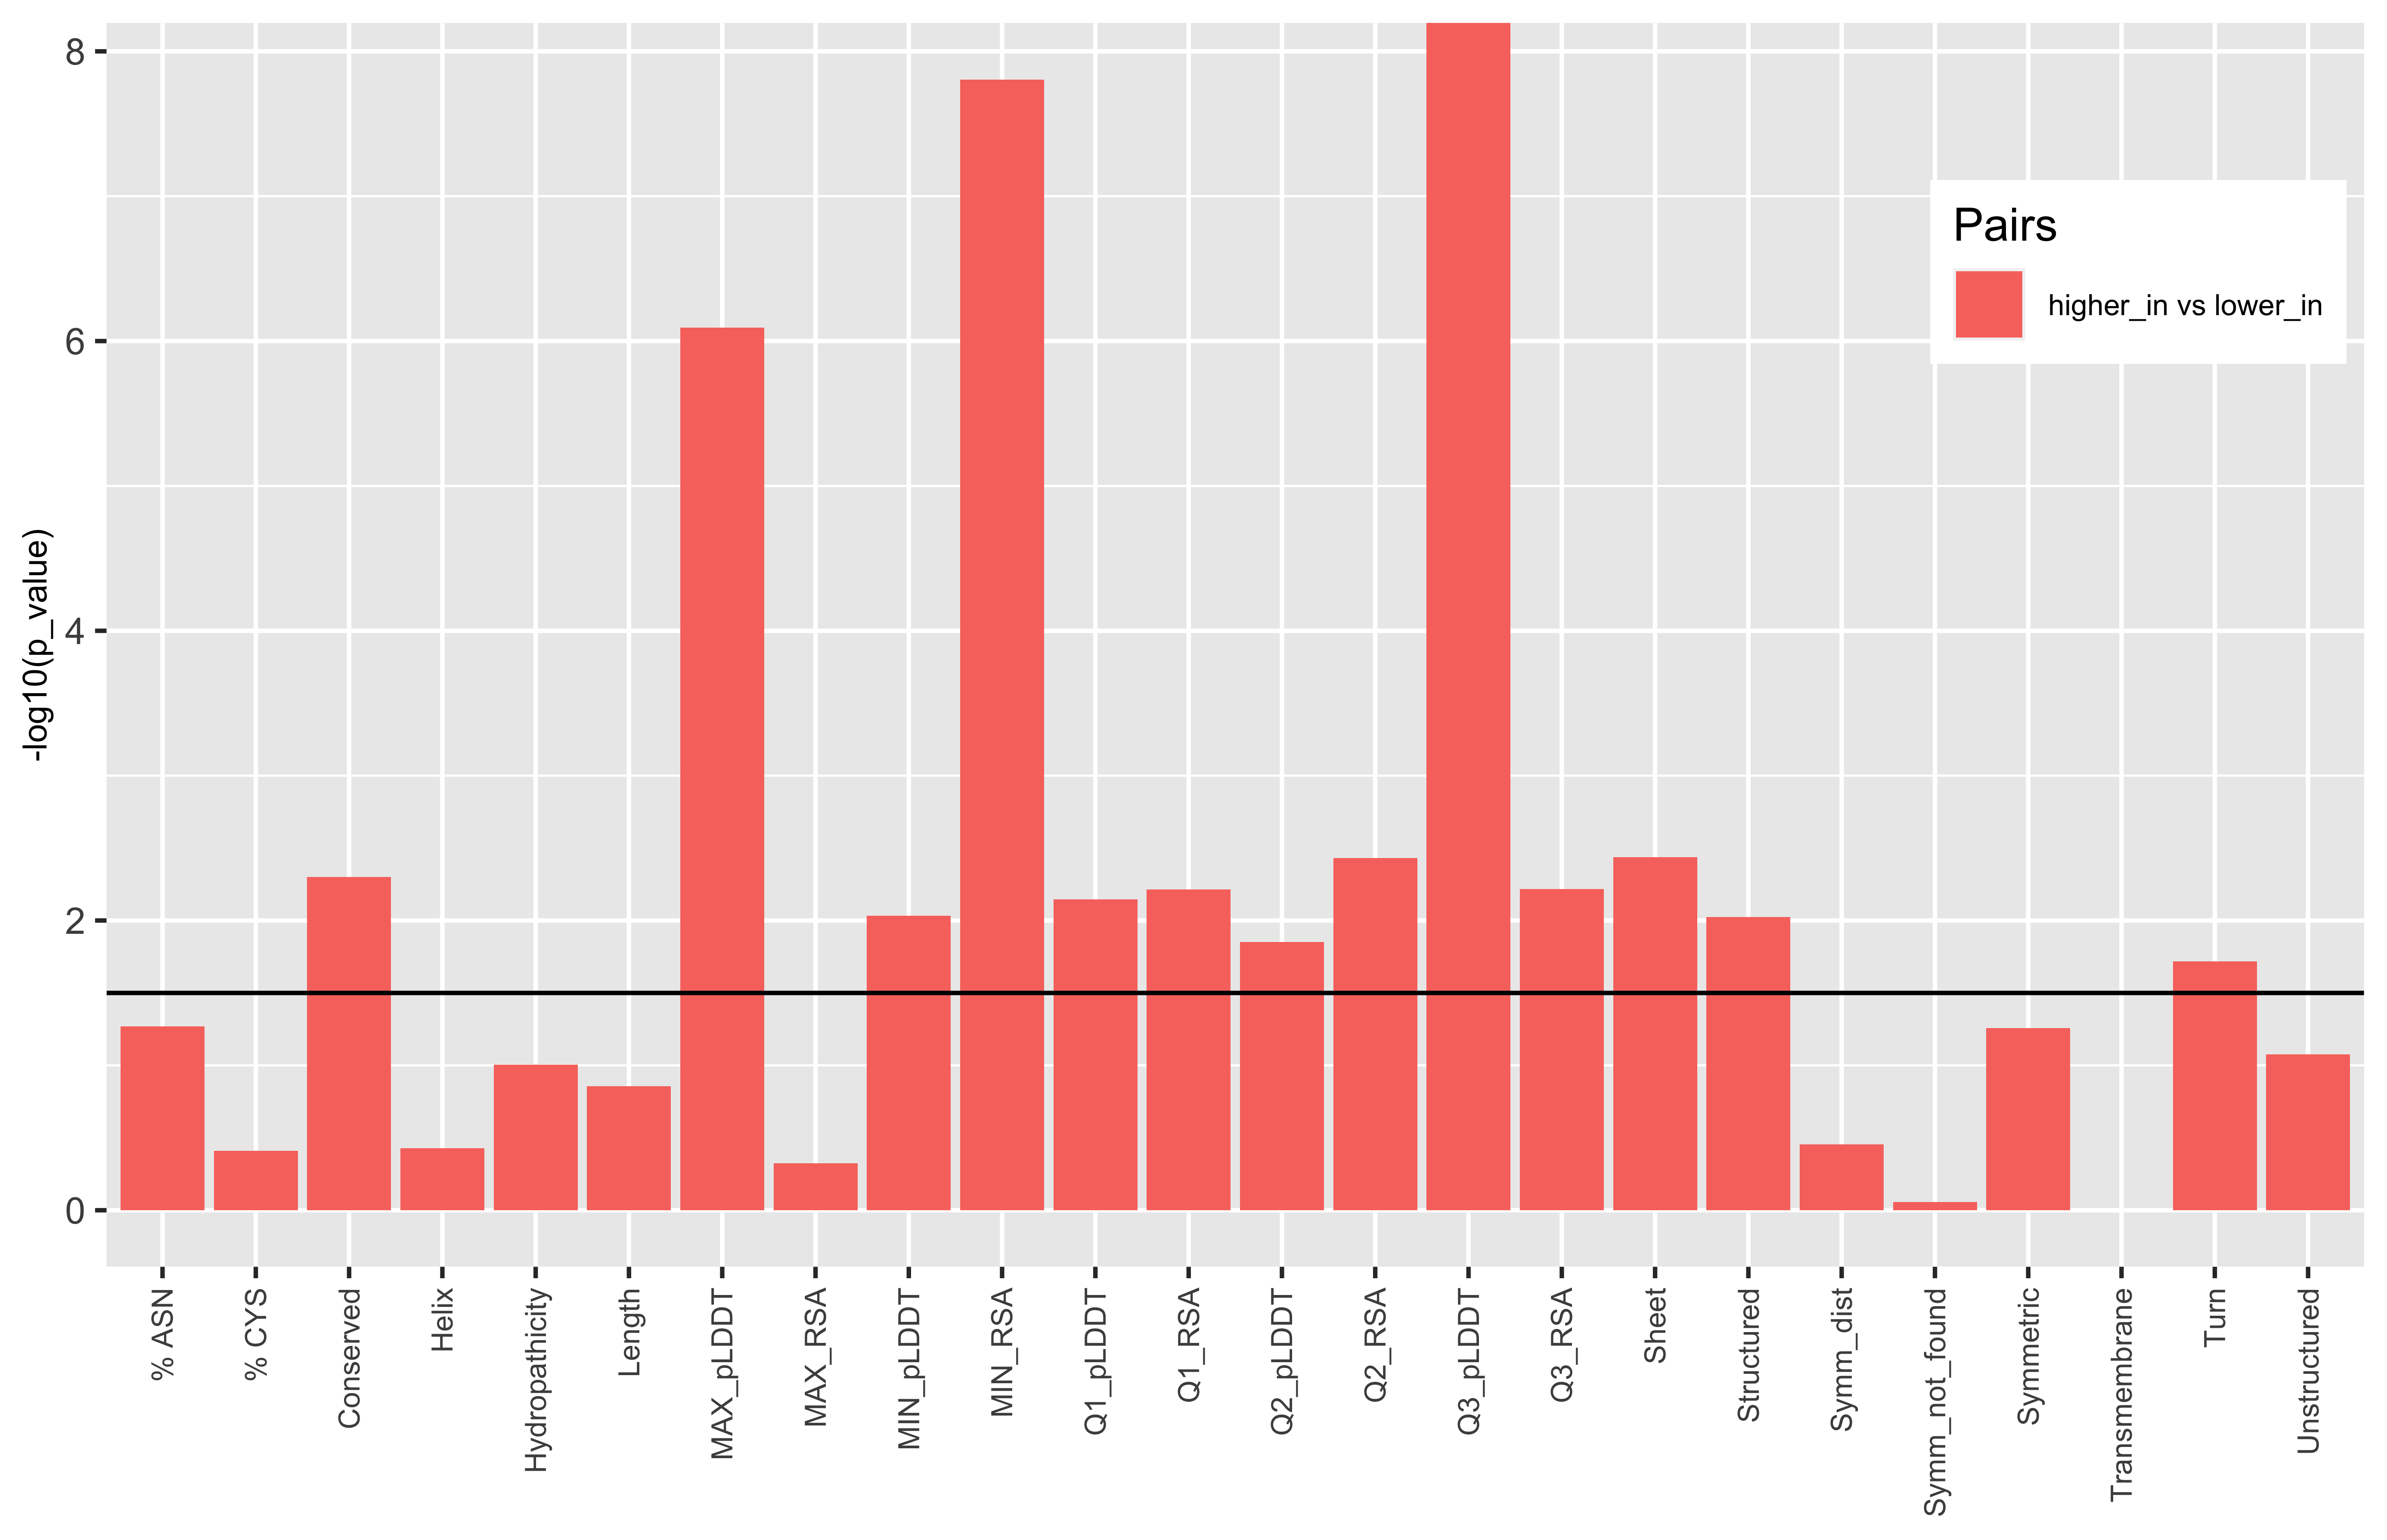 -log10(p_value)
8
6
4
2
0
Pairs
higher_in vs lower_in
% ASN
% CYS
Conserved
Helix
Hydropathicity
Length
MAX_pLDDT
MAX_RSA
MIN_pLDDT
MIN_RSA
Q1_pLDDT
Q1_RSA
Q2_pLDDT
Q2_RSA
Q3_pLDDT
Q3_RSA
Sheet
Structured
Symm_dist
Symm_not_found
Symmetric
Transmembrane
Turn
Unstructured